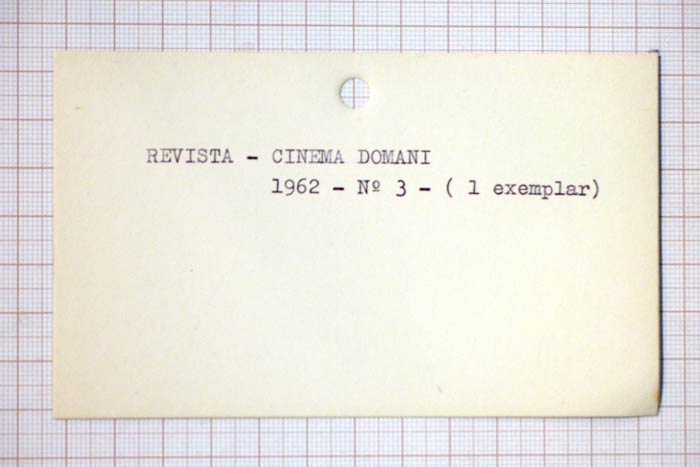 REVISTA - CINEMA DOMANI
1962 - Nº 3 - ( 1 exemplar)